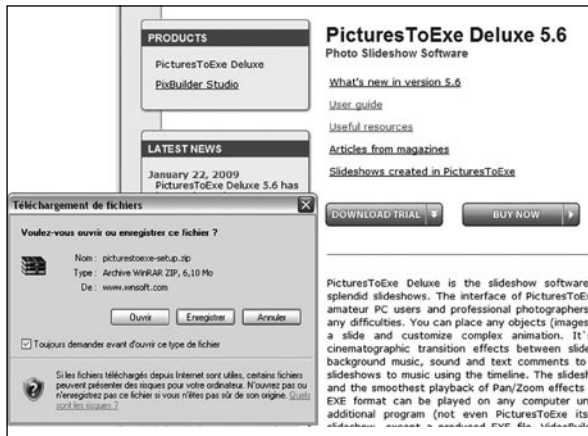 PRODUCTS
PicturesToExe Deluxe
PixBuilder Studio
LATEST NEWS
January 22, 2009
PicturesToExe Deluxe 5.6 has
PicturesToExe Deluxe 5.6
Photo Slideshow Software
What's new in version 5.6
User guide
Useful resources
Articles from magazines
Slideshows created in PicturesToExe
DOWNLOAD TRIAL
BUY NOW
PicturesToExe Deluxe is the slideshow software
splendid slideshows. The interface of PicturesToEx
amateur PC users and professional photographers
any difficulties. You can place any objects (images
a slide and customize complex animation. It's
cinematographic transition effects between slide
background music, sound and text comments to
slideshows to music using the timeline. The slidesh
and the smoothest playback of Pan/Zoom effects
EXE format can be played on any computer un
additional program (not even PicturesToExe its
slideshow, except a produced EXE file. VideoBuil
Téléchargement de fichiers
Voulez-vous ouvrir ou enregistrer ce fichier ?
Nom : picturestoexe-setup.zip
Type : Archive WinRAR ZIP, 6,10 Mo
De : www.wnsoft.com
Ouvrir Enregistrer Annuler
Toujours demander avant d'ouvrir ce type de fichier
Si les fichiers téléchargés depuis Internet sont utiles, certains fichiers
peuvent présenter des risques pour votre ordinateur. N'ouvrez pas ou
n'enregistrez pas ce fichier si vous n'êtes pas sûr de son origine. Quels
sont les risques ?